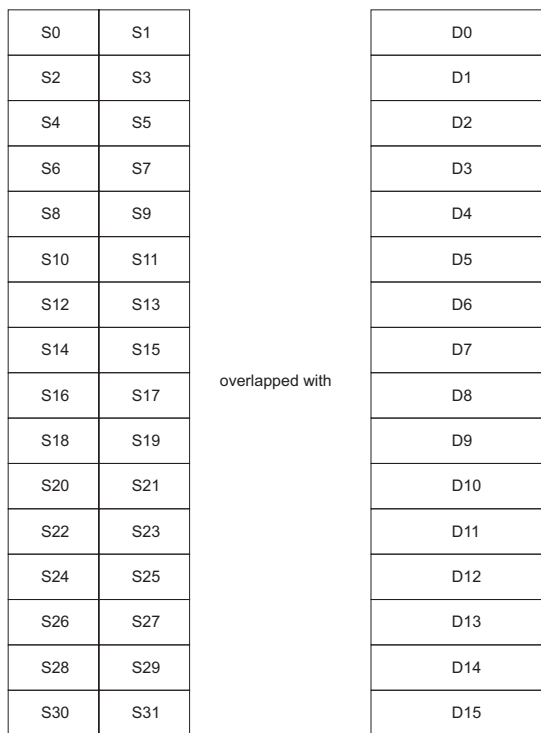 S0 S1 D0
S2 S3 D1
S4 S5 D2
S6 S7 D3
S8 S9 D4
S10 S11 D5
S12 S13 D6
S14 S15 D7
overlapped with
S16 S17 D8
S18 S19 D9
S20 S21 D10
S22 S23 D11
S24 S25 D12
S26 S27 D13
S28 S29 D14
S30 S31 D15